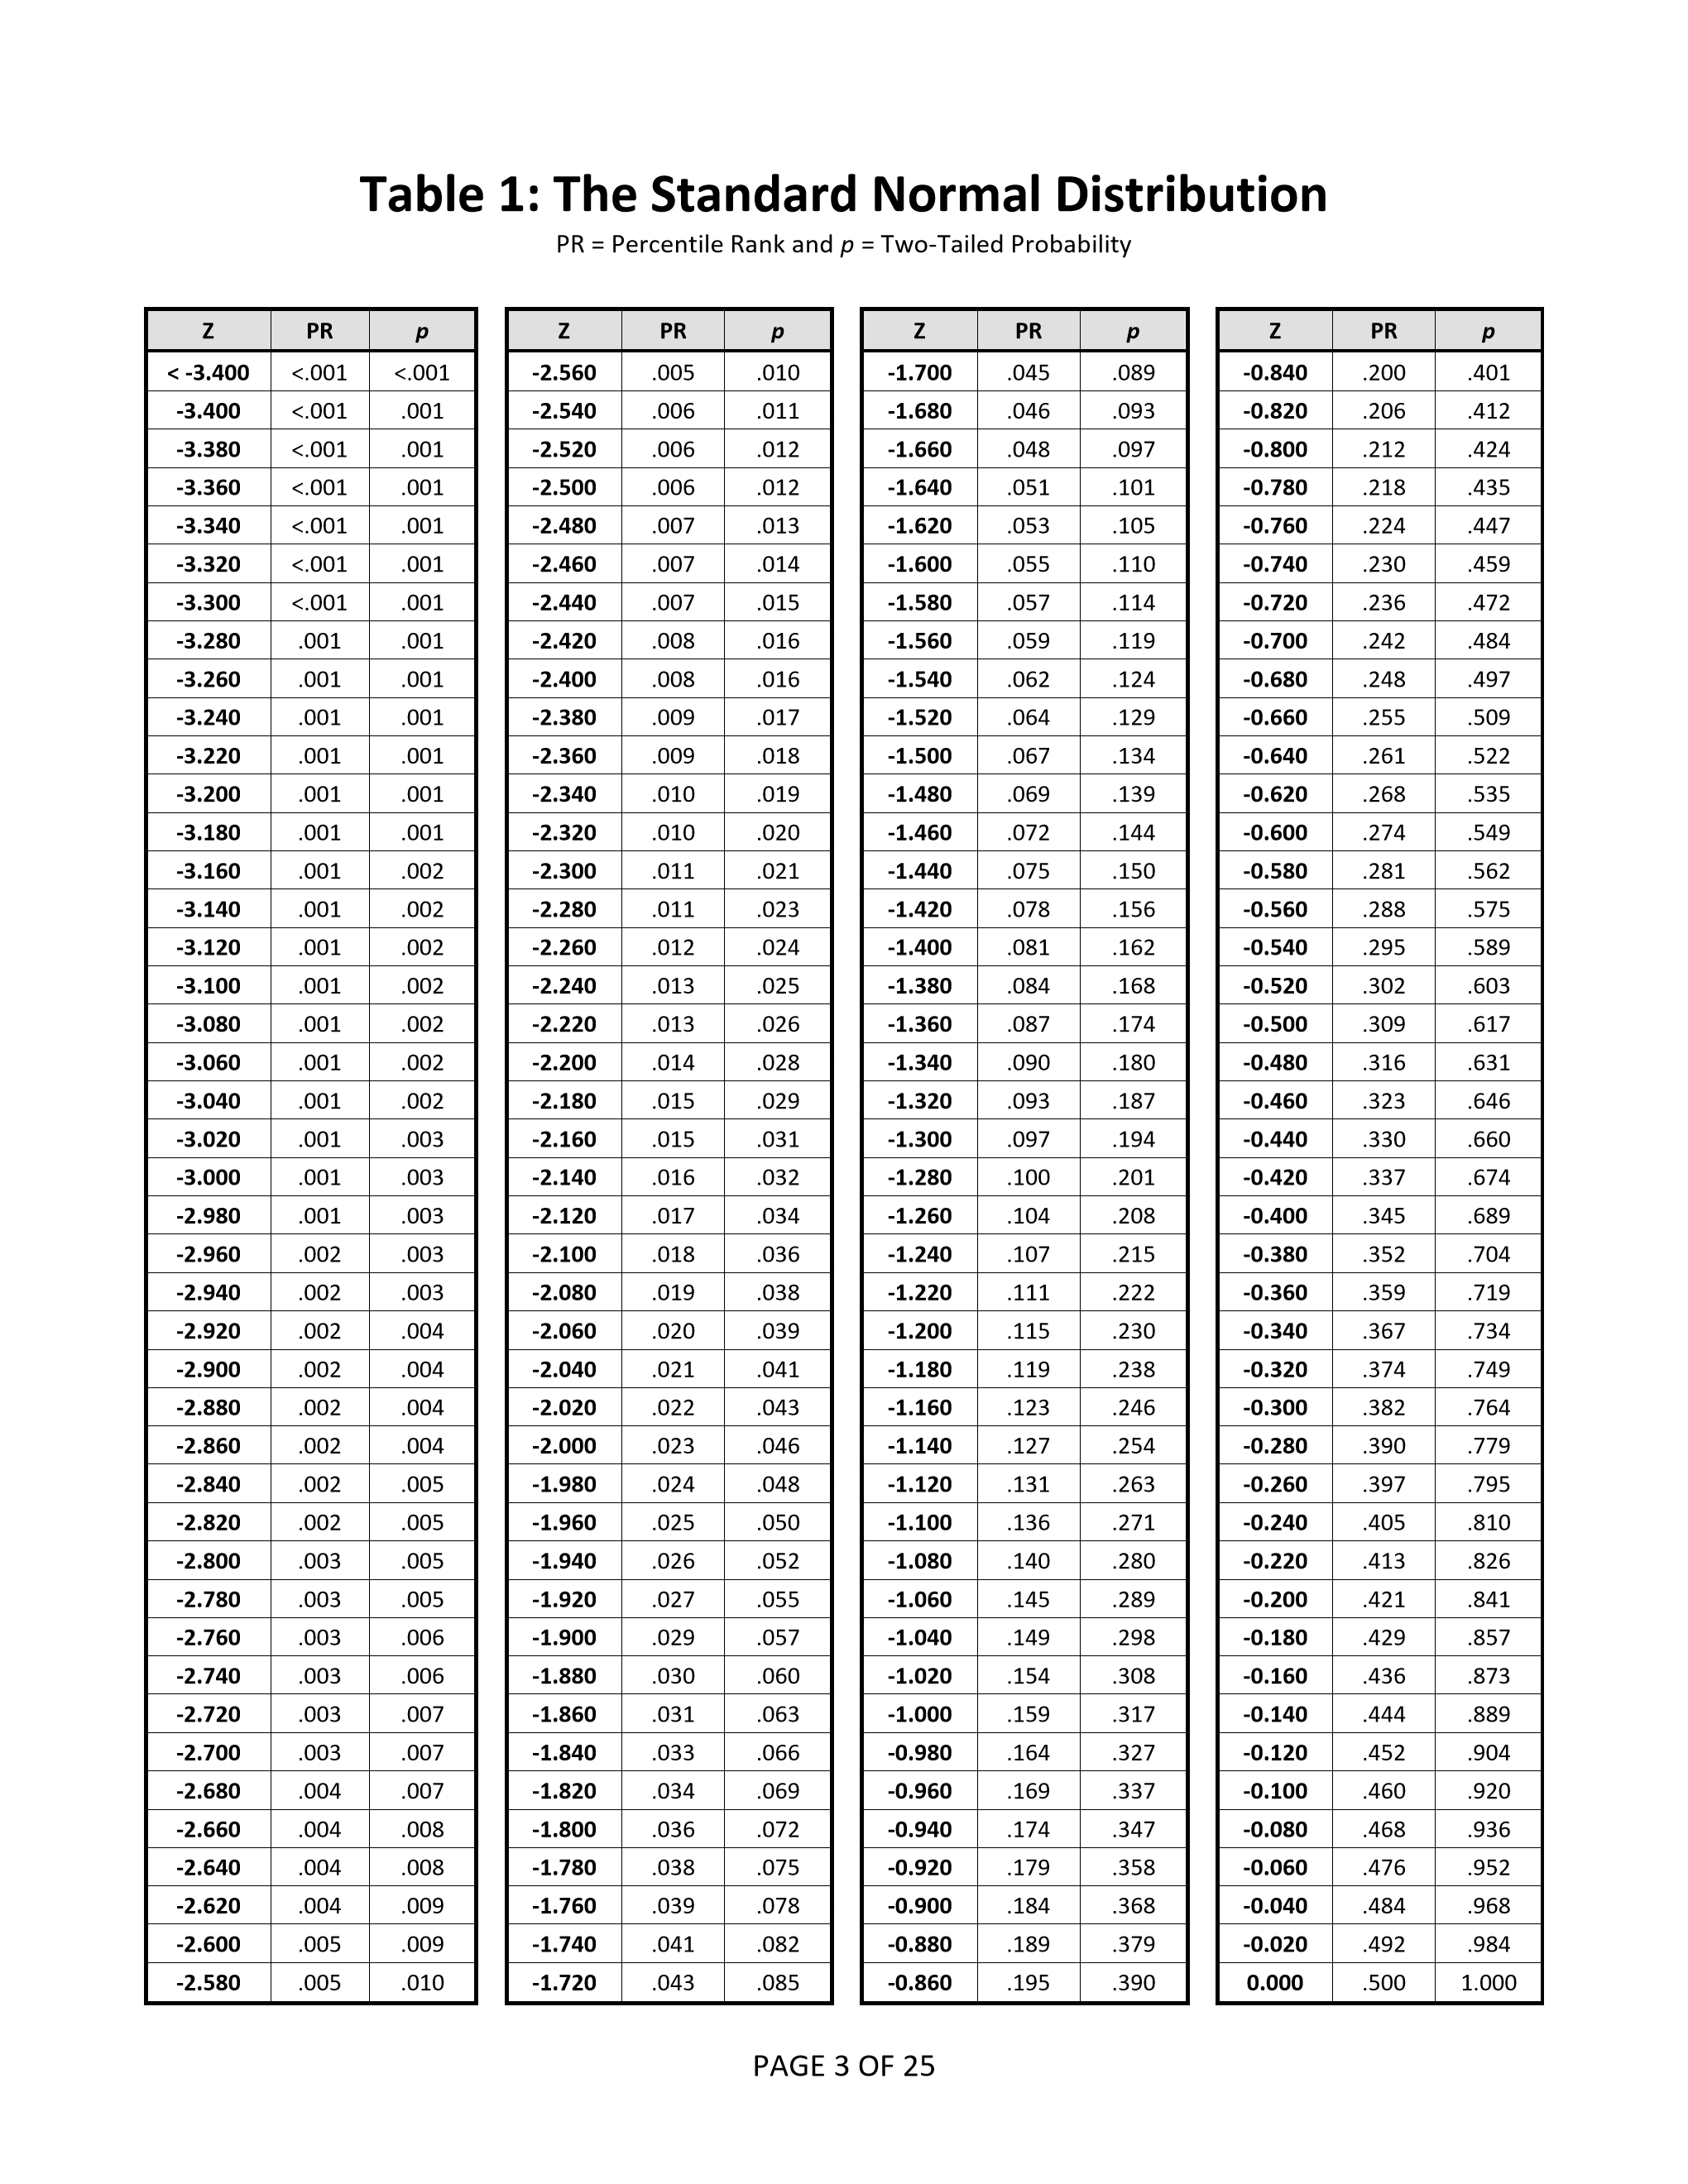 Table 1: The Standard Normal Distribution
PR = Percentile Rank and p = Two-Tailed Probability
Z PR p Z PR p Z PR p Z PR p
< -3.400 <.001 <.001 -2.560 .005 .010 -1.700 .045 .089 -0.840 .200 .401
-3.400 <.001 .001 -2.540 .006 .011 -1.680 .046 .093 -0.820 .206 .412
-3.380 <.001 .001 -2.520 .006 .012 -1.660 .048 .097 -0.800 .212 .424
-3.360 <.001 .001 -2.500 .006 .012 -1.640 .051 .101 -0.780 .218 .435
-3.340 <.001 .001 -2.480 .007 .013 -1.620 .053 .105 -0.760 .224 .447
-3.320 <.001 .001 -2.460 .007 .014 -1.600 .055 .110 -0.740 .230 .459
-3.300 <.001 .001 -2.440 .007 .015 -1.580 .057 .114 -0.720 .236 .472
-3.280 .001 .001 -2.420 .008 .016 -1.560 .059 .119 -0.700 .242 .484
-3.260 .001 .001 -2.400 .008 .016 -1.540 .062 .124 -0.680 .248 .497
-3.240 .001 .001 -2.380 .009 .017 -1.520 .064 .129 -0.660 .255 .509
-3.220 .001 .001 -2.360 .009 .018 -1.500 .067 .134 -0.640 .261 .522
-3.200 .001 .001 -2.340 .010 .019 -1.480 .069 .139 -0.620 .268 .535
-3.180 .001 .001 -2.320 .010 .020 -1.460 .072 .144 -0.600 .274 .549
-3.160 .001 .002 -2.300 .011 .021 -1.440 .075 .150 -0.580 .281 .562
-3.140 .001 .002 -2.280 .011 .023 -1.420 .078 .156 -0.560 .288 .575
-3.120 .001 .002 -2.260 .012 .024 -1.400 .081 .162 -0.540 .295 .589
-3.100 .001 .002 -2.240 .013 .025 -1.380 .084 .168 -0.520 .302 .603
-3.080 .001 .002 -2.220 .013 .026 -1.360 .087 .174 -0.500 .309 .617
-3.060 .001 .002 -2.200 .014 .028 -1.340 .090 .180 -0.480 .316 .631
-3.040 .001 .002 -2.180 .015 .029 -1.320 .093 .187 -0.460 .323 .646
-3.020 .001 .003 -2.160 .015 .031 -1.300 .097 .194 -0.440 .330 .660
-3.000 .001 .003 -2.140 .016 .032 -1.280 .100 .201 -0.420 .337 .674
-2.980 .001 .003 -2.120 .017 .034 -1.260 .104 .208 -0.400 .345 .689
-2.960 .002 .003 -2.100 .018 .036 -1.240 .107 .215 -0.380 .352 .704
-2.940 .002 .003 -2.080 .019 .038 -1.220 .111 .222 -0.360 .359 .719
-2.920 .002 .004 -2.060 .020 .039 -1.200 .115 .230 -0.340 .367 .734
-2.900 .002 .004 -2.040 .021 .041 -1.180 .119 .238 -0.320 .374 .749
-2.880 .002 .004 -2.020 .022 .043 -1.160 .123 .246 -0.300 .382 .764
-2.860 .002 .004 -2.000 .023 .046 -1.140 .127 .254 -0.280 .390 .779
-2.840 .002 .005 -1.980 .024 .048 -1.120 .131 .263 -0.260 .397 .795
-2.820 .002 .005 -1.960 .025 .050 -1.100 .136 .271 -0.240 .405 .810
-2.800 .003 .005 -1.940 .026 .052 -1.080 .140 .280 -0.220 .413 .826
-2.780 .003 .005 -1.920 .027 .055 -1.060 .145 .289 -0.200 .421 .841
-2.760 .003 .006 -1.900 .029 .057 -1.040 .149 .298 -0.180 .429 .857
-2.740 .003 .006 -1.880 .030 .060 -1.020 .154 .308 -0.160 .436 .873
-2.720 .003 .007 -1.860 .031 .063 -1.000 .159 .317 -0.140 .444 .889
-2.700 .003 .007 -1.840 .033 .066 -0.980 .164 .327 -0.120 .452 .904
-2.680 .004 .007 -1.820 .034 .069 -0.960 .169 .337 -0.100 .460 .920
-2.660 .004 .008 -1.800 .036 .072 -0.940 .174 .347 -0.080 .468 .936
-2.640 .004 .008 -1.780 .038 .075 -0.920 .179 .358 -0.060 .476 .952
-2.620 .004 .009 -1.760 .039 .078 -0.900 .184 .368 -0.040 .484 .968
-2.600 .005 .009 -1.740 .041 .082 -0.880 .189 .379 -0.020 .492 .984
-2.580 .005 .010 -1.720 .043 .085 -0.860 .195 .390 0.000 .500 1.000
PAGE 3 OF 25